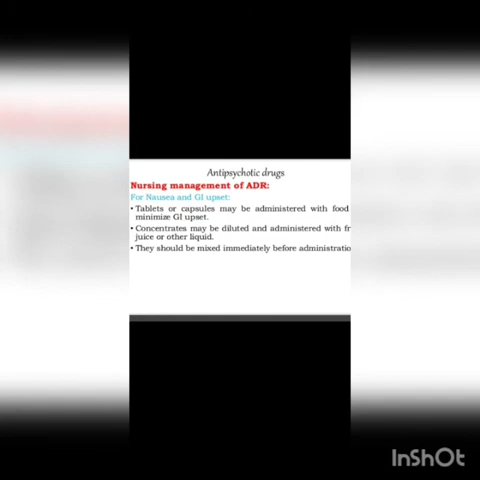 Antipsychotic drugs
Nursing management of ADR:
For Nausea and GI upset:
• Tablets or capsules may be administered with food
minimize GI upset.
• Concentrates may be diluted and administered with fr
juice or other liquid.
• They should be mixed immediately before administratio
InShOt